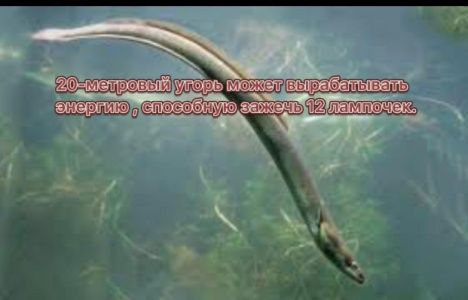 20-метровый угорь может вырабатывать
энергию , способную зажечь 12 лампочек.